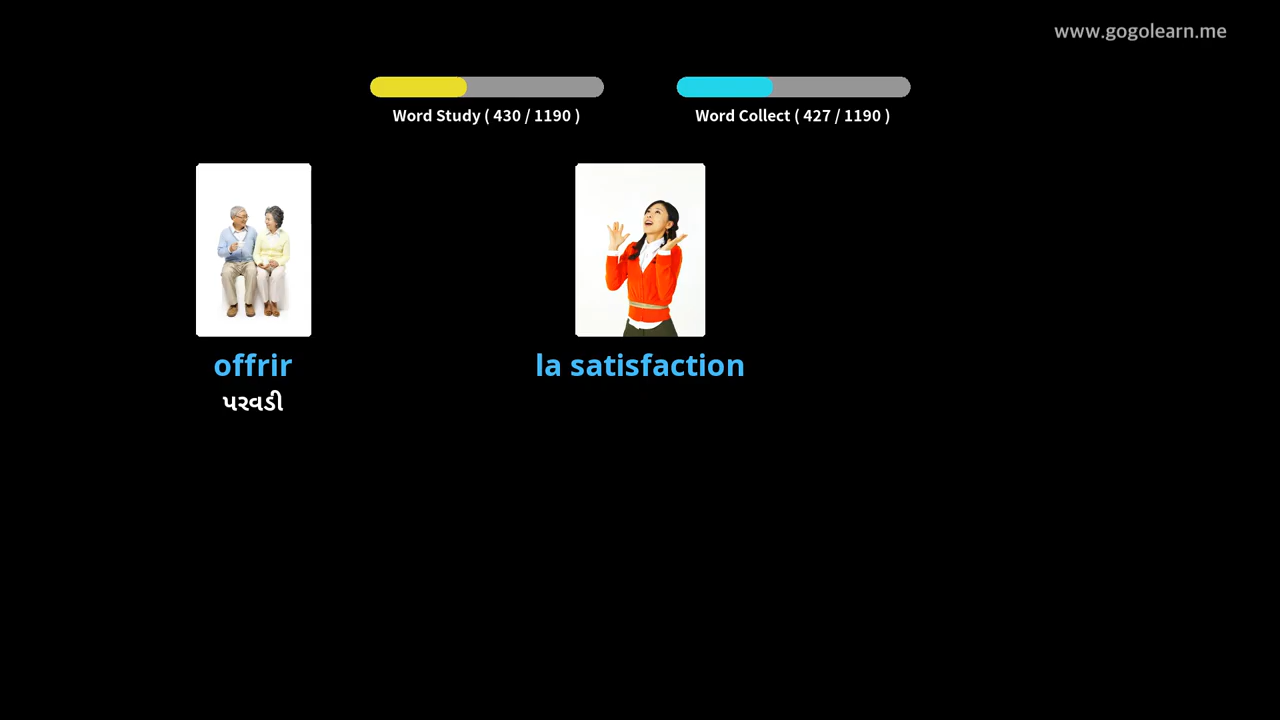 www.gogolearn.me
Word Study ( 430 / 1190 )
Word Collect ( 427 / 1190 )
offrir
પરવડી
la satisfaction